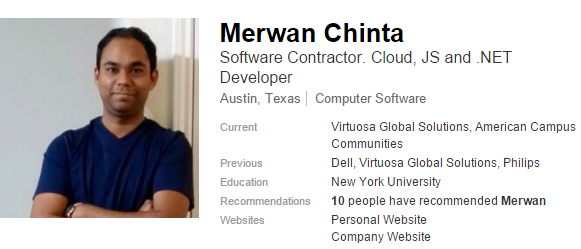 Merwan Chinta
Software Contractor. Cloud, JS and .NET
Developer
Austin, Texas | Computer Software
Current Virtuosa Global Solutions, American Campus
Communities
Previous Dell, Virtuosa Global Solutions, Philips
Education New York University
Recommendations 10 people have recommended Merwan
Websites Personal Website
Company Website